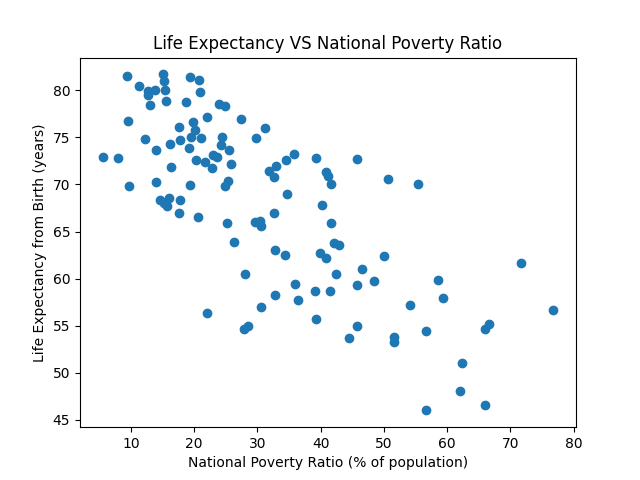 Life Expectancy VS National Poverty Ratio
Life Expectancy from Birth (years)
80
75
70
65
60
55
50
45
10 20 30 40 50 60 70 80
National Poverty Ratio (% of population)